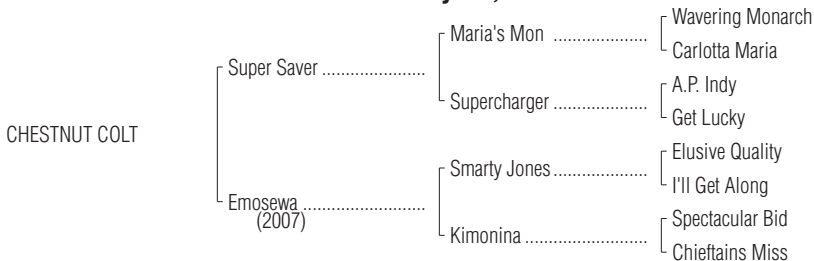 Wavering Monarch
Maria's Mon ....................
Carlotta Maria
Super Saver ......................
A.P. Indy
Supercharger ....................
Get Lucky
CHESTNUT COLT
Elusive Quality
Smarty Jones ....................
I'll Get Along
Emosewa ..........................
(2007)
Spectacular Bid
Kimonina ..........................
Chieftains Miss